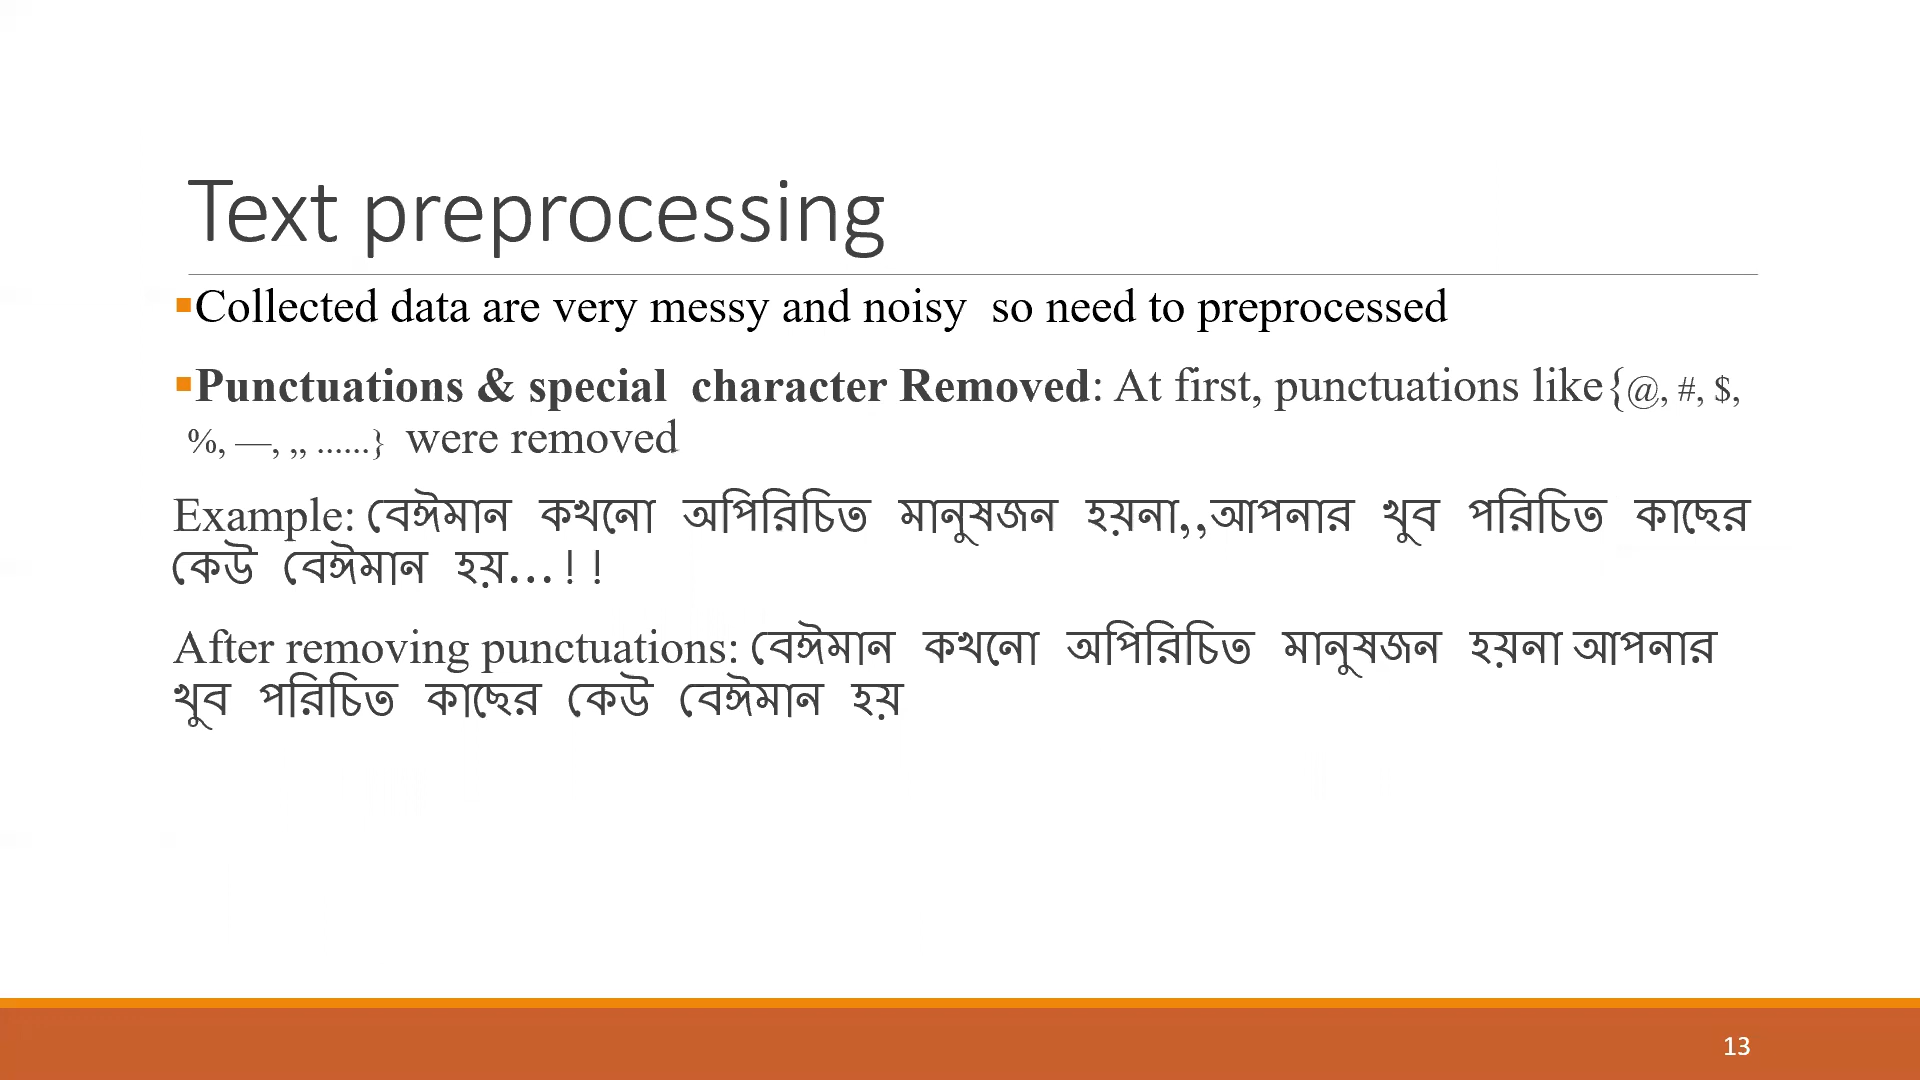 Text preprocessing
▪Collected data are very messy and noisy so need to preprocessed
▪Punctuations & special character Removed: At first, punctuations like{@, #, $,
%, —, ,, ......} were removed
Example: বেঈমান কখনো অপিরিচিত মানুষজন হয়না,,আপনার খুব পরিচিত কাছের
কেউ বেঈমান হয়...!!
After removing punctuations: বেঈমান কখনো অপিরিচিত মানুষজন হয়না আপনার
খুব পরিচিত কাছের কেউ বেঈমান হয়
13